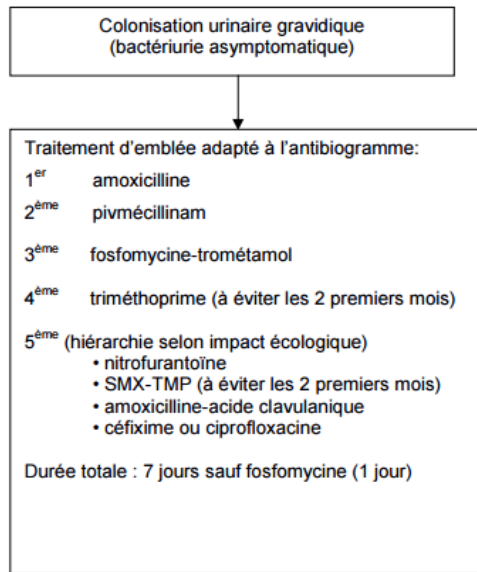 Colonisation urinaire gravidique
(bactériurie asymptomatique)
Traitement d'emblée adapté à l'antibiogramme:
1er amoxicilline
2ème pivmécillinam
3ème fosfomycine-trométamol
4ème triméthoprime (à éviter les 2 premiers mois)
5ème (hiérarchie selon impact écologique)
• nitrofurantoïne
• SMX-TMP (à éviter les 2 premiers mois)
• amoxicilline-acide clavulanique
• céfixime ou ciprofloxacine
Durée totale : 7 jours sauf fosfomycine (1 jour)